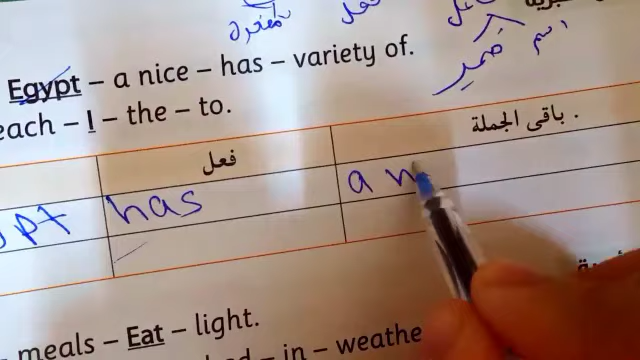 فاعل
فعل
مفعول
اسم
ضمير
Egypt – a nice – has – variety of.
each – I – the – to.
فعل
باقى الجملة .
pt has a n
meals – Eat – light.
– in – weathe